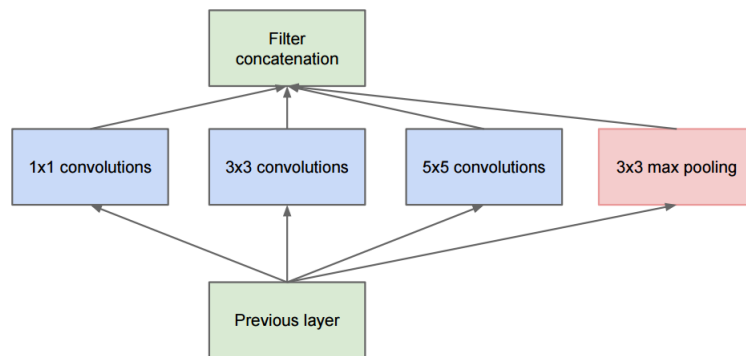 Filter
concatenation
1x1 convolutions
3x3 convolutions
5x5 convolutions
3x3 max pooling
Previous layer